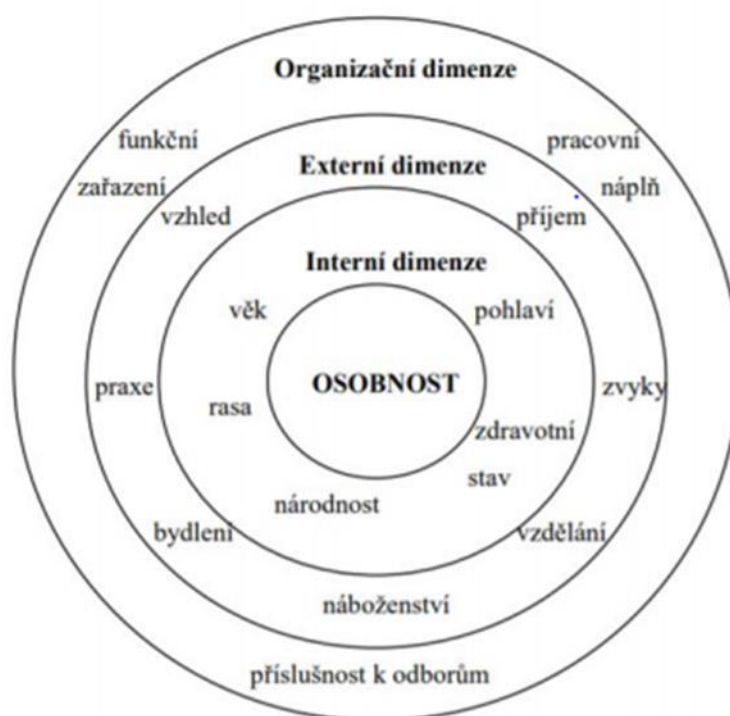 Organizační dimenze
funkční
pracovní
zařazení
náplň
Externí dimenze
vzhled
příjem
Interní dimenze
věk
pohlaví
OSOBNOST
praxe
zvyky
rasa
zdravotní
stav
národnost
bydlení
vzdělání
náboženství
příslušnost k odborům